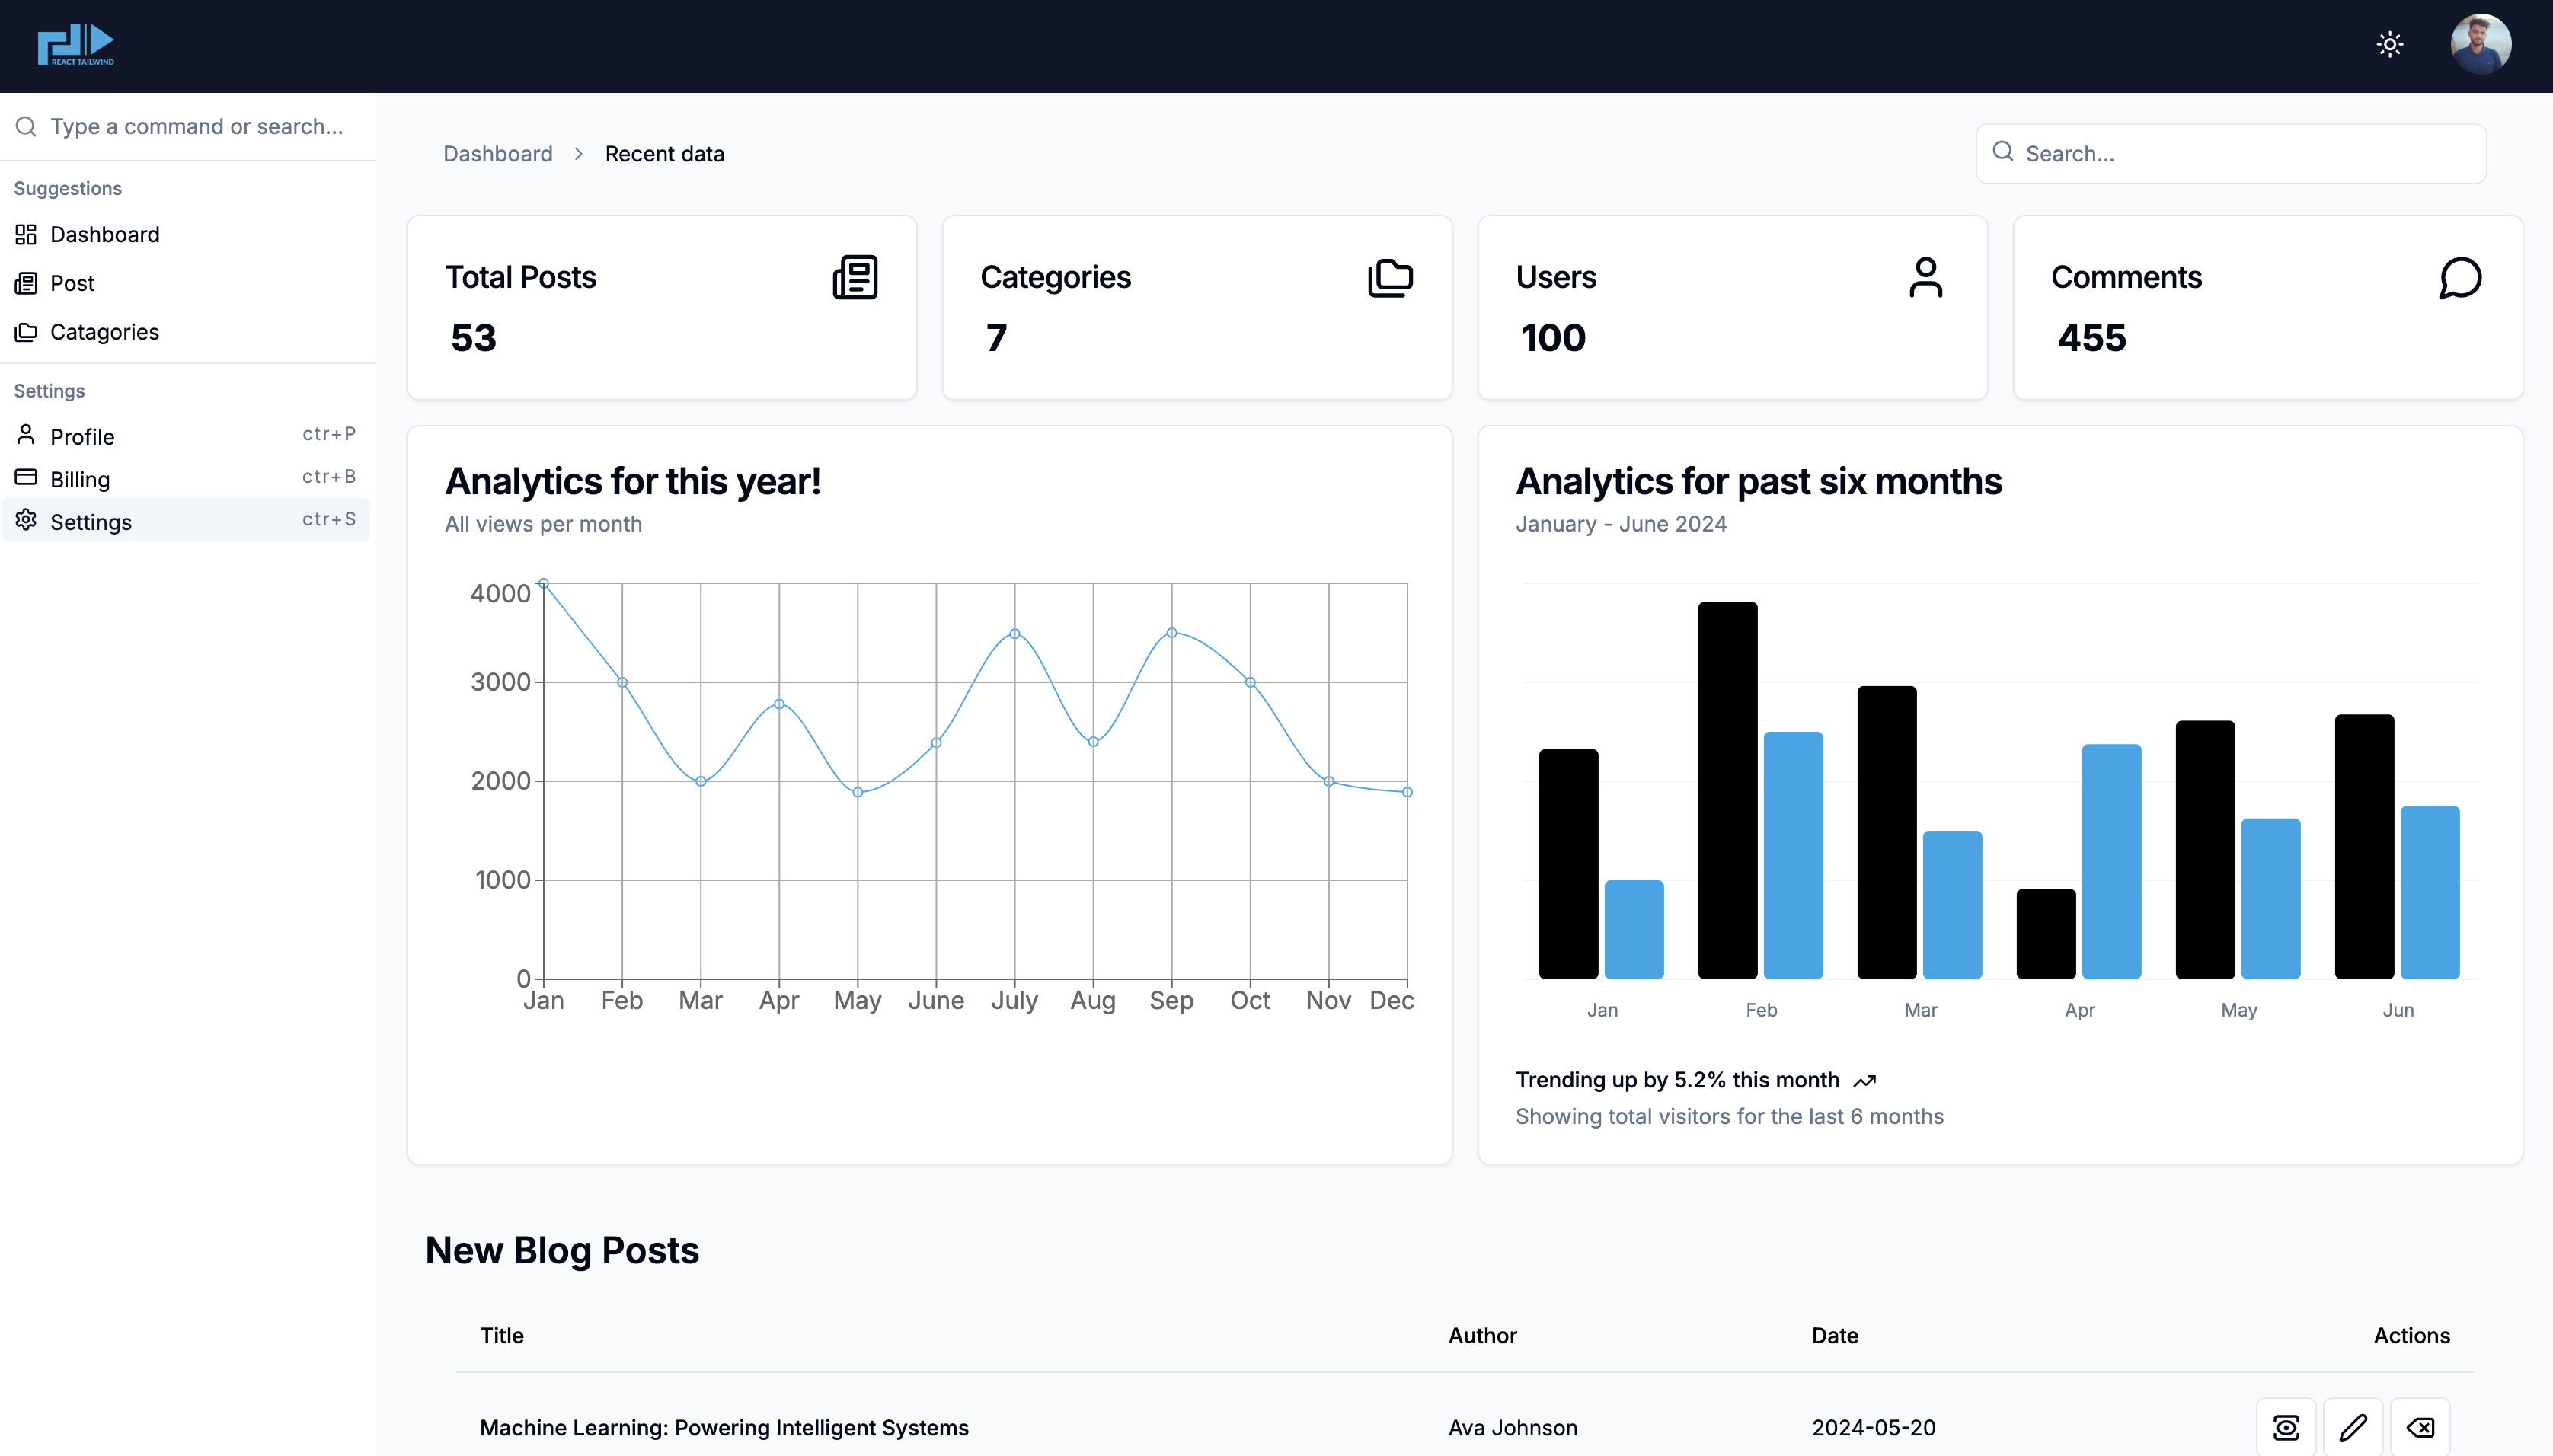 REACT TAILWIND
Type a command or search...
Suggestions
Dashboard
Post
Catagories
Settings
Profile ctr+P
Billing ctr+B
Settings ctr+S
Dashboard Recent data
Search...
Total Posts
53
Categories
7
Users
100
Comments
455
Analytics for this year!
All views per month
4000
3000
2000
1000
0
Jan Feb Mar Apr May June July Aug Sep Oct Nov Dec
Analytics for past six months
January - June 2024
Jan Feb Mar Apr May Jun
Trending up by 5.2% this month
Showing total visitors for the last 6 months
New Blog Posts
Title Author Date Actions
Machine Learning: Powering Intelligent Systems Ava Johnson 2024-05-20